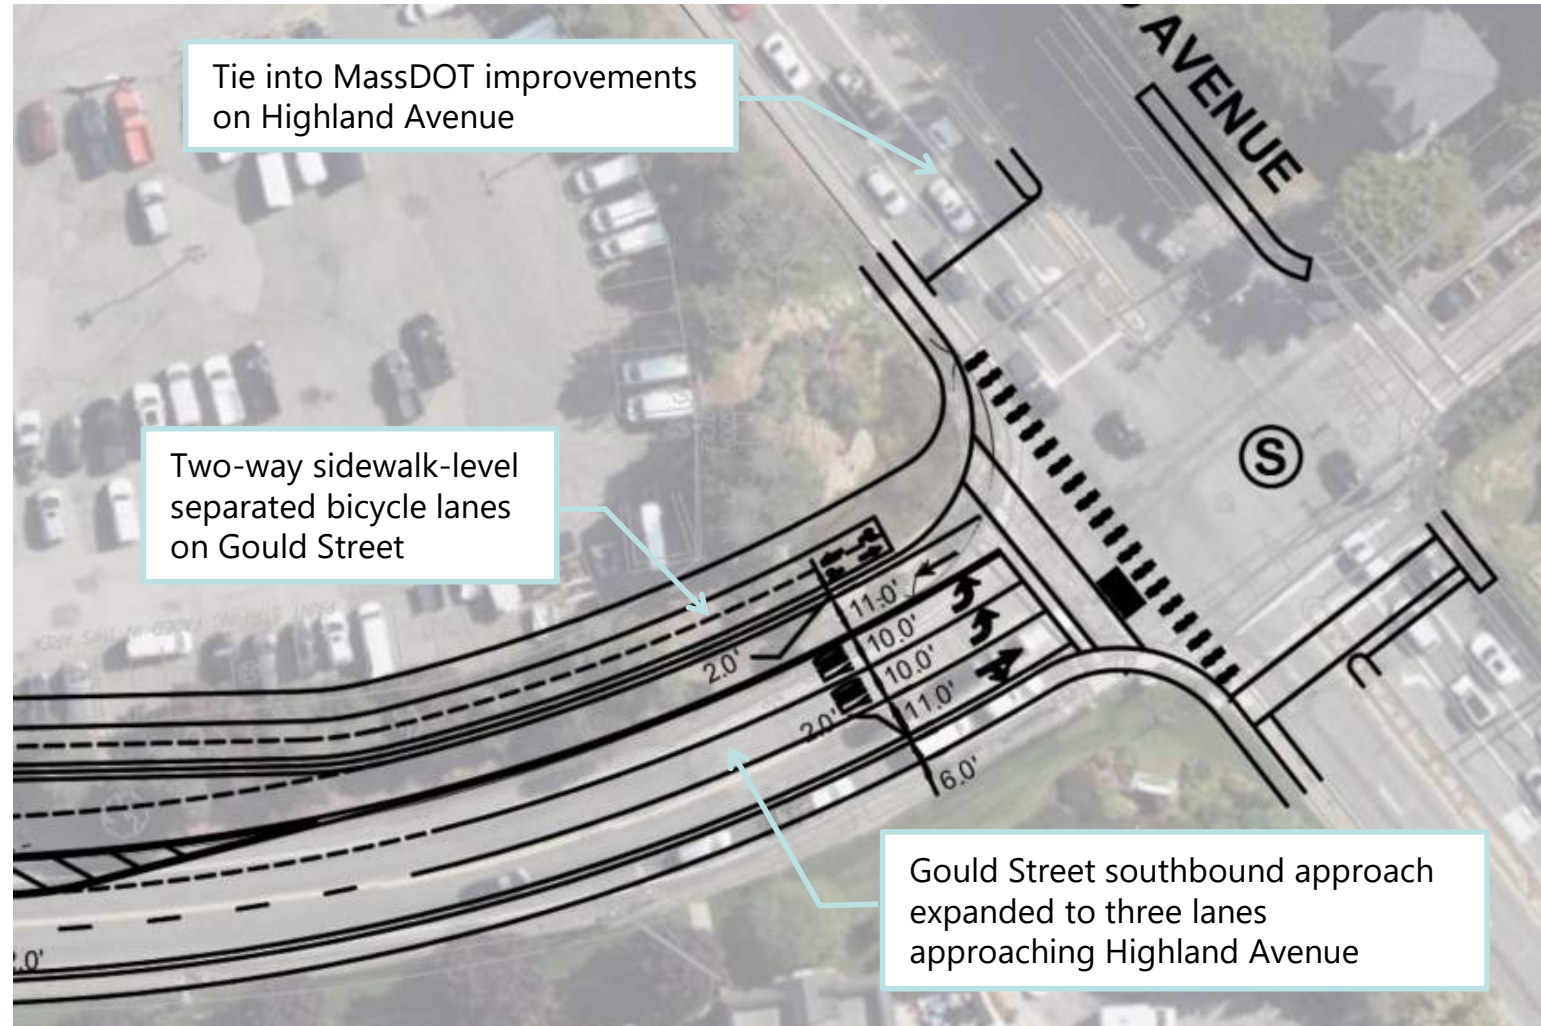 AVENUE
Tie into MassDOT improvements
on Highland Avenue
S
Two-way sidewalk-level
separated bicycle lanes
on Gould Street
11.0'
10.0'
10.0'
11.0'
2.0'
2.0'
6.0'
Gould Street southbound approach
expanded to three lanes
approaching Highland Avenue